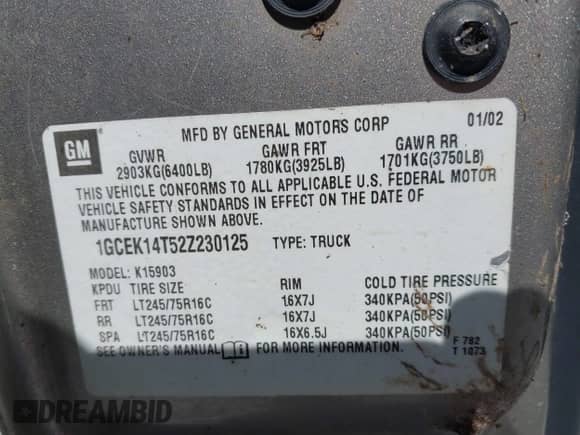 GM
MFD BY GENERAL MOTORS CORP 01/02
GVWR GAWR FRT GAWR RR
2903KG(6400LB) 1780KG(3925LB) 1701KG(3750LB)
THIS VEHICLE CONFORMS TO ALL APPLICABLE U.S. FEDERAL MOTOR
VEHICLE SAFETY STANDARDS IN EFFECT ON THE DATE OF
MANUFACTURE SHOWN ABOVE.
1GCEK14T52Z230125 TYPE: TRUCK
MODEL: K15903
KPDU TIRE SIZE RIM COLD TIRE PRESSURE
FRT LT245/75R16C 16X7J 340KPA(50PSI)
RR LT245/75R16C 16X7J 340KPA(50PSI)
SPA LT245/75R16C 16X6.5J 340KPA(50PSI)
SEE OWNER'S MANUAL FOR MORE INFORMATION. F 782
T 1073
DREAMBID